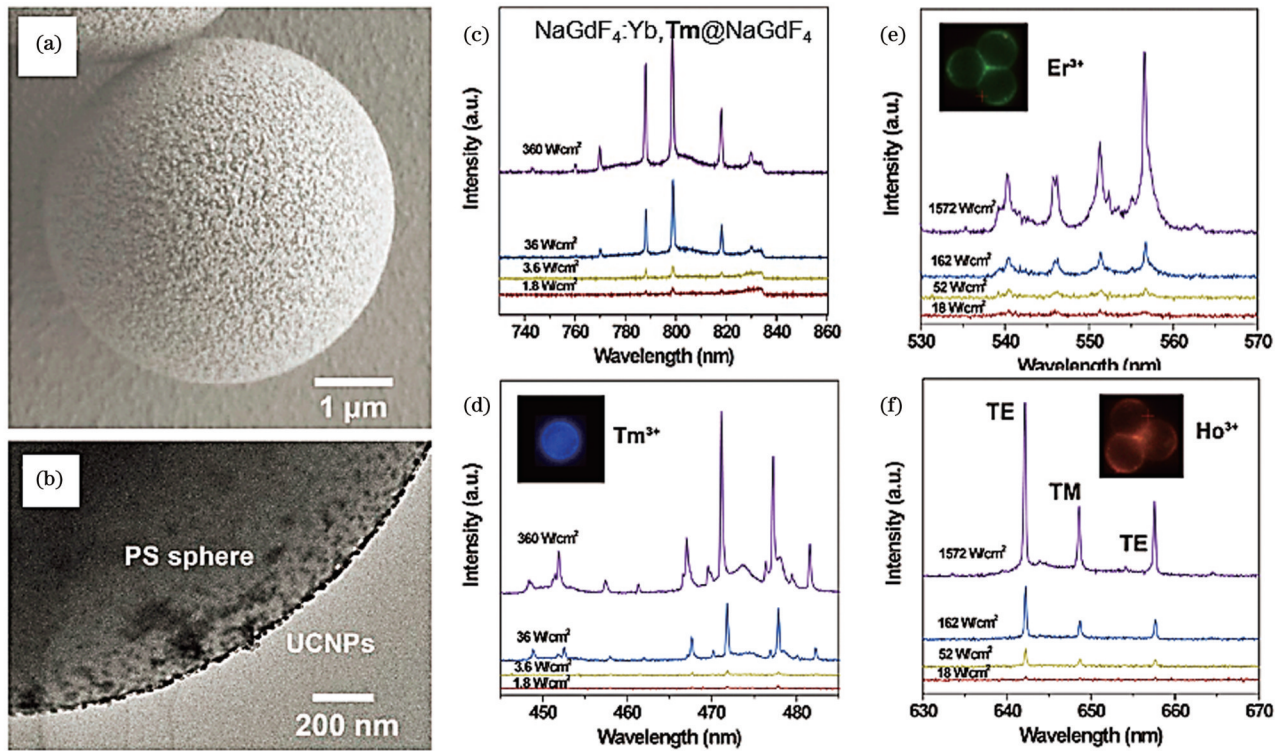 (a)
1 μm
(b)
PS sphere
UCNPs
200 nm
(c)
NaGdF₄:Yb,Tm@NaGdF₄
Intensity (a.u.)
360 W/cm²
36 W/cm²
3.6 W/cm²
1.8 W/cm²
740 760 780 800 820 840 860
Wavelength (nm)
(d)
Tm³⁺
Intensity (a.u.)
360 W/cm²
36 W/cm²
3.6 W/cm²
1.8 W/cm²
450 460 470 480
Wavelength (nm)
(e)
Er³⁺
Intensity (a.u.)
1572 W/cm²
162 W/cm²
52 W/cm²
18 W/cm²
530 540 550 560 570
Wavelength (nm)
(f)
TE
Ho³⁺
TM
TE
Intensity (a.u.)
1572 W/cm²
162 W/cm²
52 W/cm²
18 W/cm²
630 640 650 660 670
Wavelength (nm)